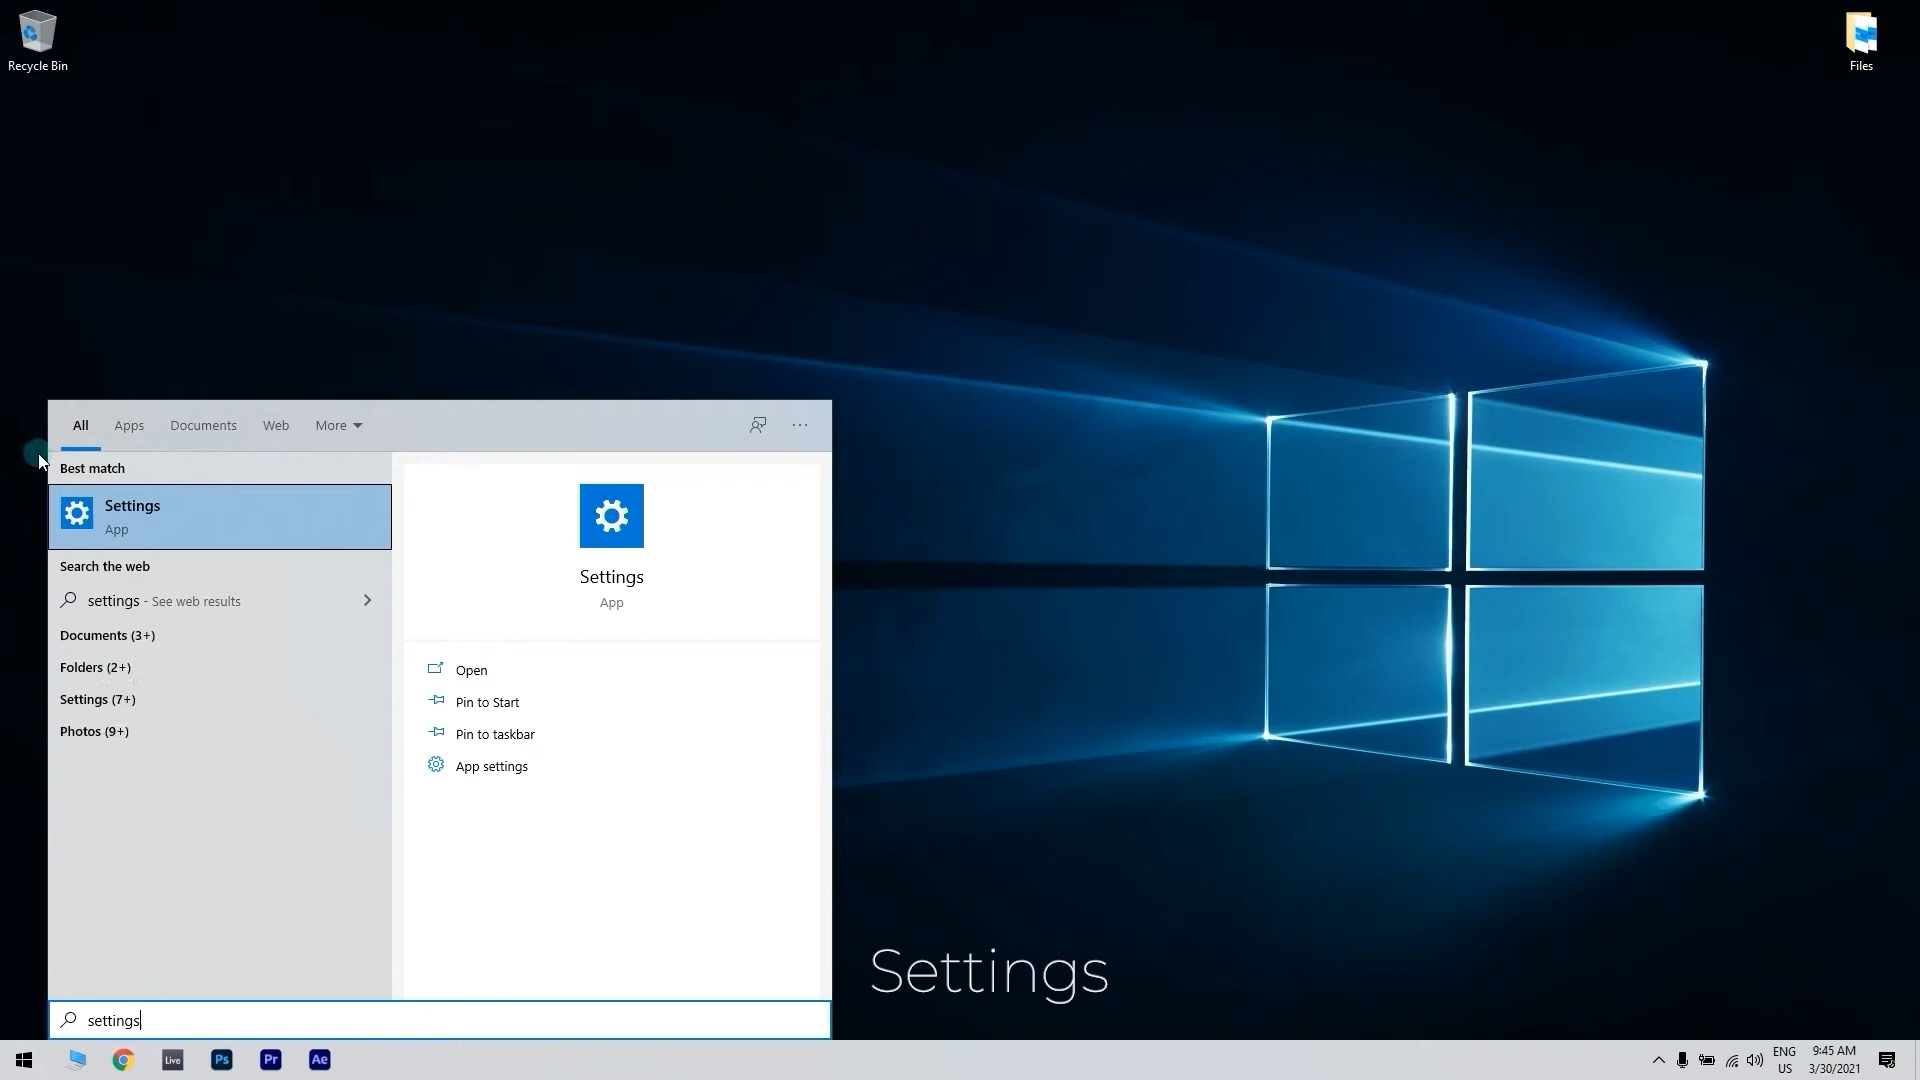 Recycle Bin
Files
All Apps Documents Web More
Best match
Settings
App
Search the web
settings - See web results
Documents (3+)
Folders (2+)
Settings (7+)
Photos (9+)
Settings
App
Open
Pin to Start
Pin to taskbar
App settings
Settings
settings
Live Ps Pr Ae
ENG
US
9:45 AM
3/30/2021